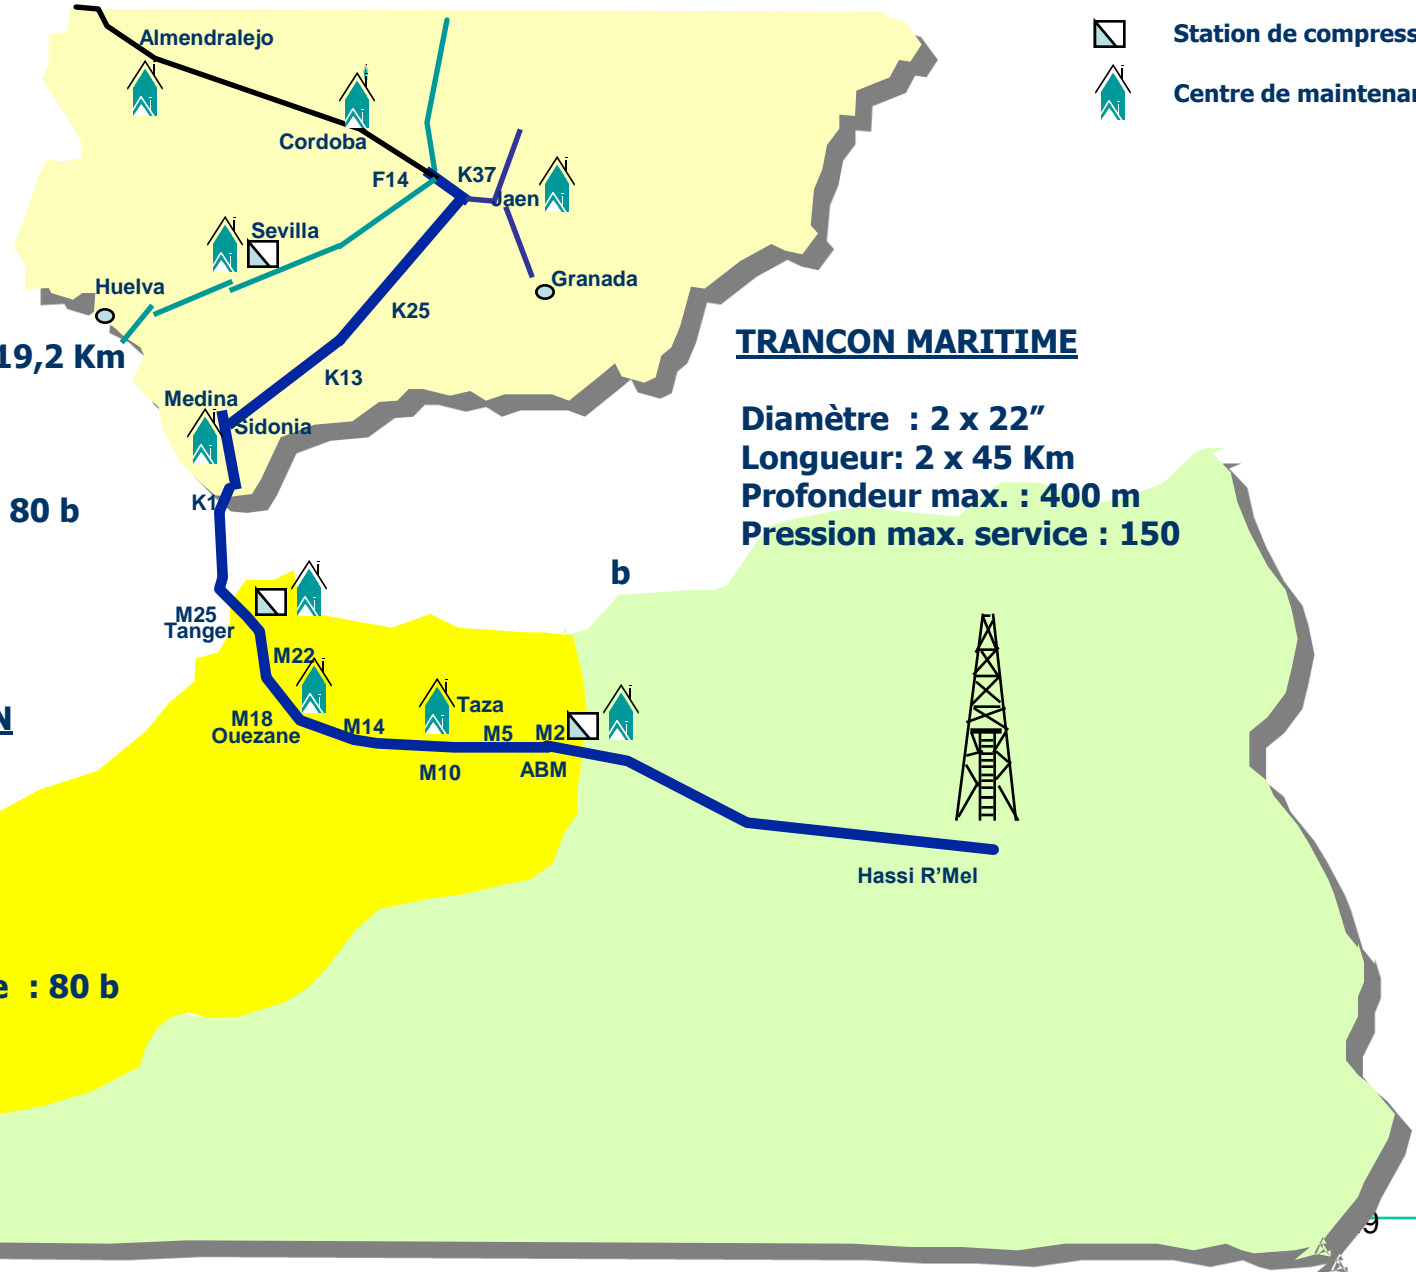 Station de compress
Centre de maintenan
Almendralejo
Cordoba
F14
K37
Jaen
Sevilla
Huelva
Granada
K25
19,2 Km
K13
Medina
Sidonia
TRANCON MARITIME
Diamètre : 2 x 22”
Longueur: 2 x 45 Km
Profondeur max. : 400 m
Pression max. service : 150
b
K1
80 b
M25
Tanger
M22
N
M18
Ouezane
M14
Taza
M5
M2
M10
ABM
Hassi R’Mel
e : 80 b
9